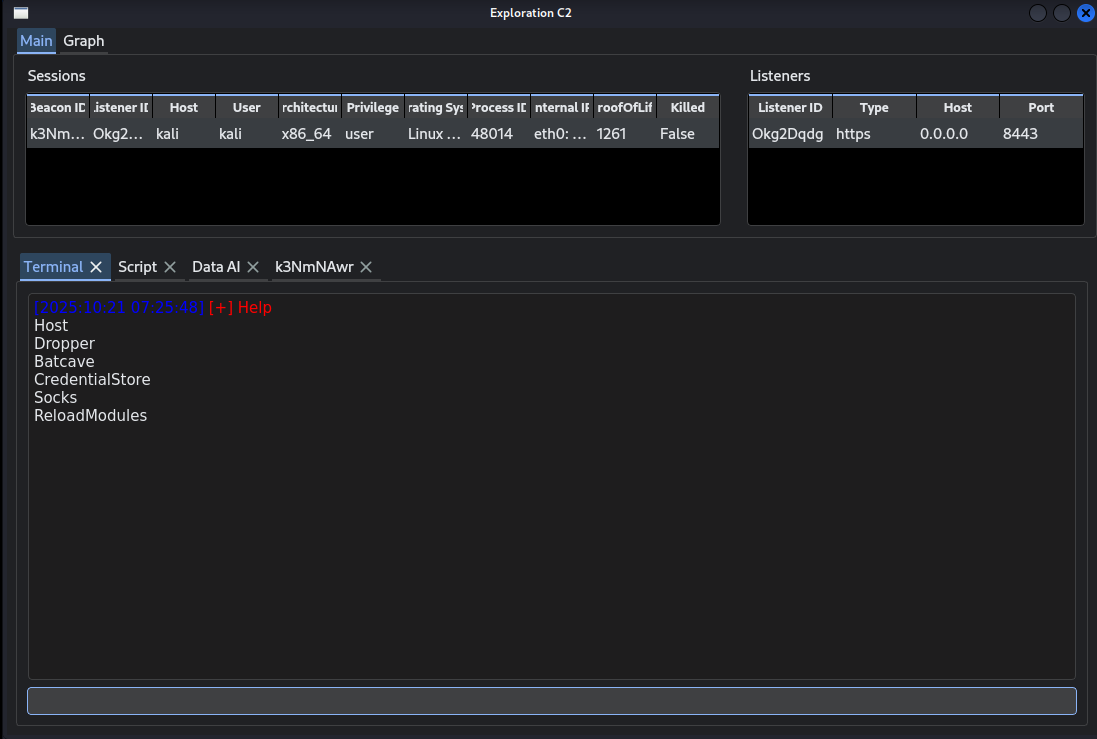 Exploration C2
Main Graph
Sessions
Listeners
Beacon ID .istener ID Host User rchitectur Privilege rating Sys Process ID nternal IP roofOfLif Killed
k3Nm... Okg2... kali kali x86_64 user Linux ... 48014 eth0: ... 1261 False
Listener ID Type Host Port
Okg2Dqdg https 0.0.0.0 8443
Terminal Script Data AI k3NmNAwr
[2025:10:21 07:25:48] [+] Help
Host
Dropper
Batcave
CredentialStore
Socks
ReloadModules